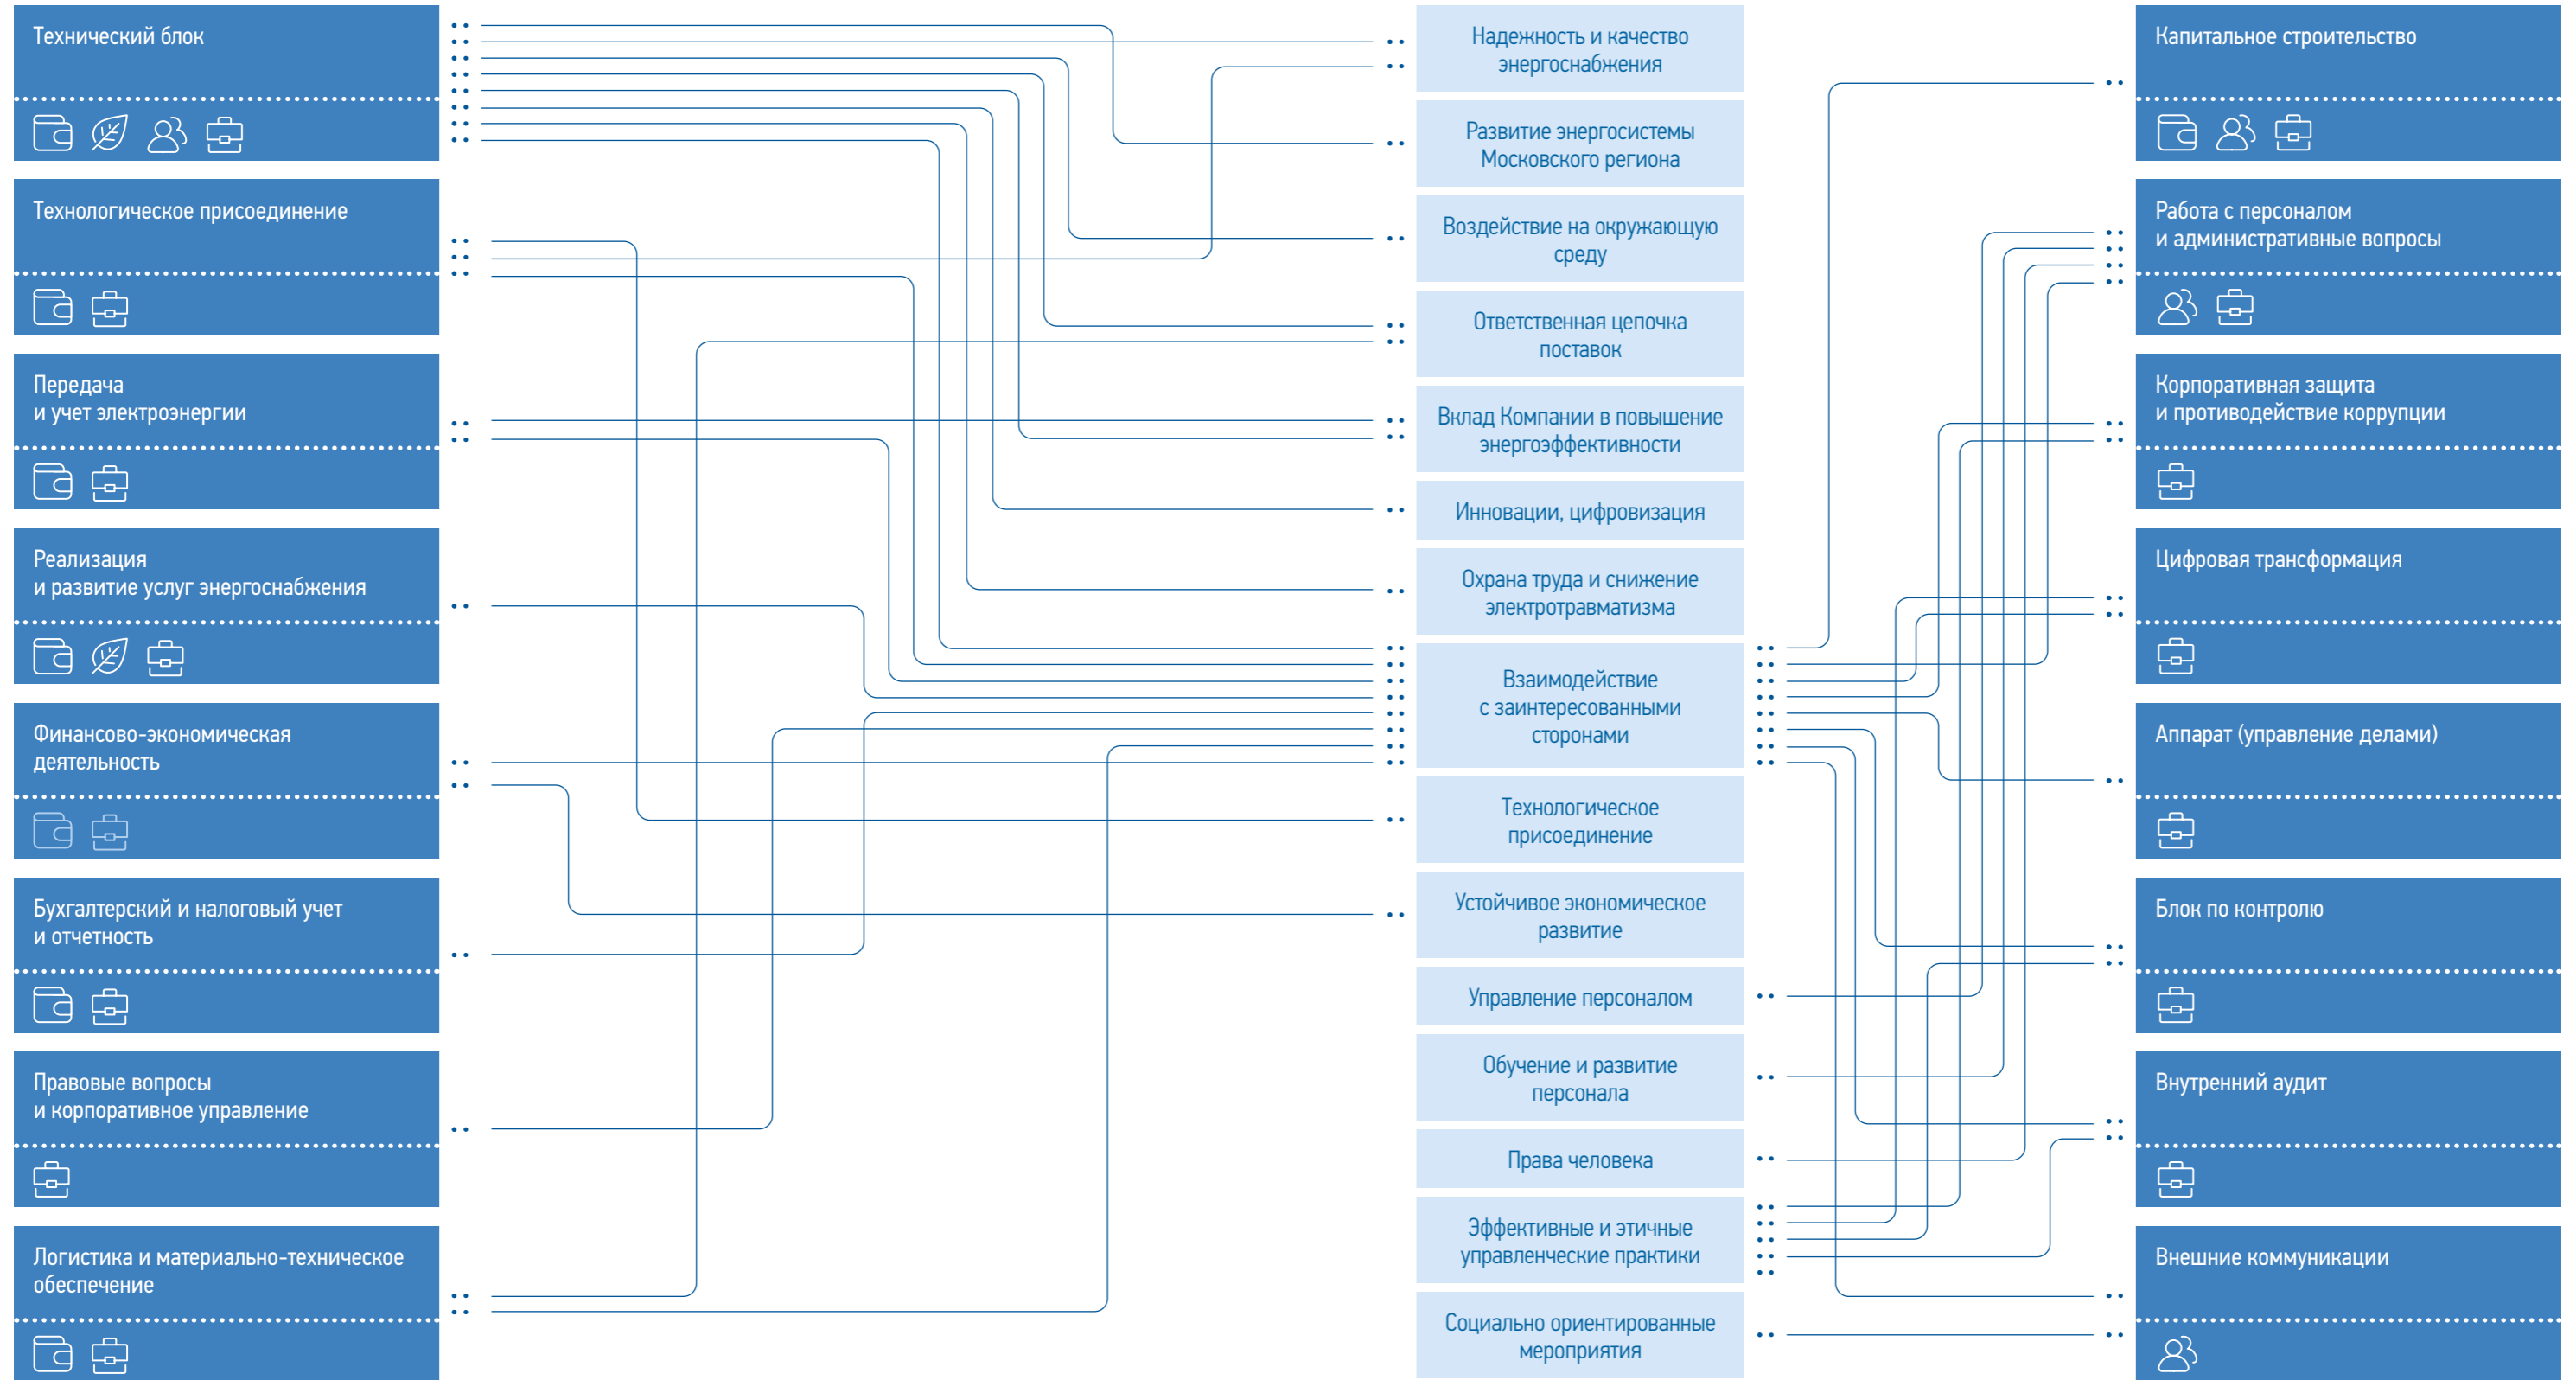 Технический блок
Технологическое присоединение
Передача
и учет электроэнергии
Реализация
и развитие услуг энергоснабжения
Финансово-экономическая
деятельность
Бухгалтерский и налоговый учет
и отчетность
Правовые вопросы
и корпоративное управление
Логистика и материально-техническое
обеспечение
Надежность и качество
энергоснабжения
Развитие энергосистемы
Московского региона
Воздействие на окружающую
среду
Ответственная цепочка
поставок
Вклад Компании в повышение
энергоэффективности
Инновации, цифровизация
Охрана труда и снижение
электротравматизма
Взаимодействие
с заинтересованными
сторонами
Технологическое
присоединение
Устойчивое экономическое
развитие
Управление персоналом
Обучение и развитие
персонала
Права человека
Эффективные и этичные
управленческие практики
Социально ориентированные
мероприятия
Капитальное строительство
Работа с персоналом
и административные вопросы
Корпоративная защита
и противодействие коррупции
Цифровая трансформация
Аппарат (управление делами)
Блок по контролю
Внутренний аудит
Внешние коммуникации